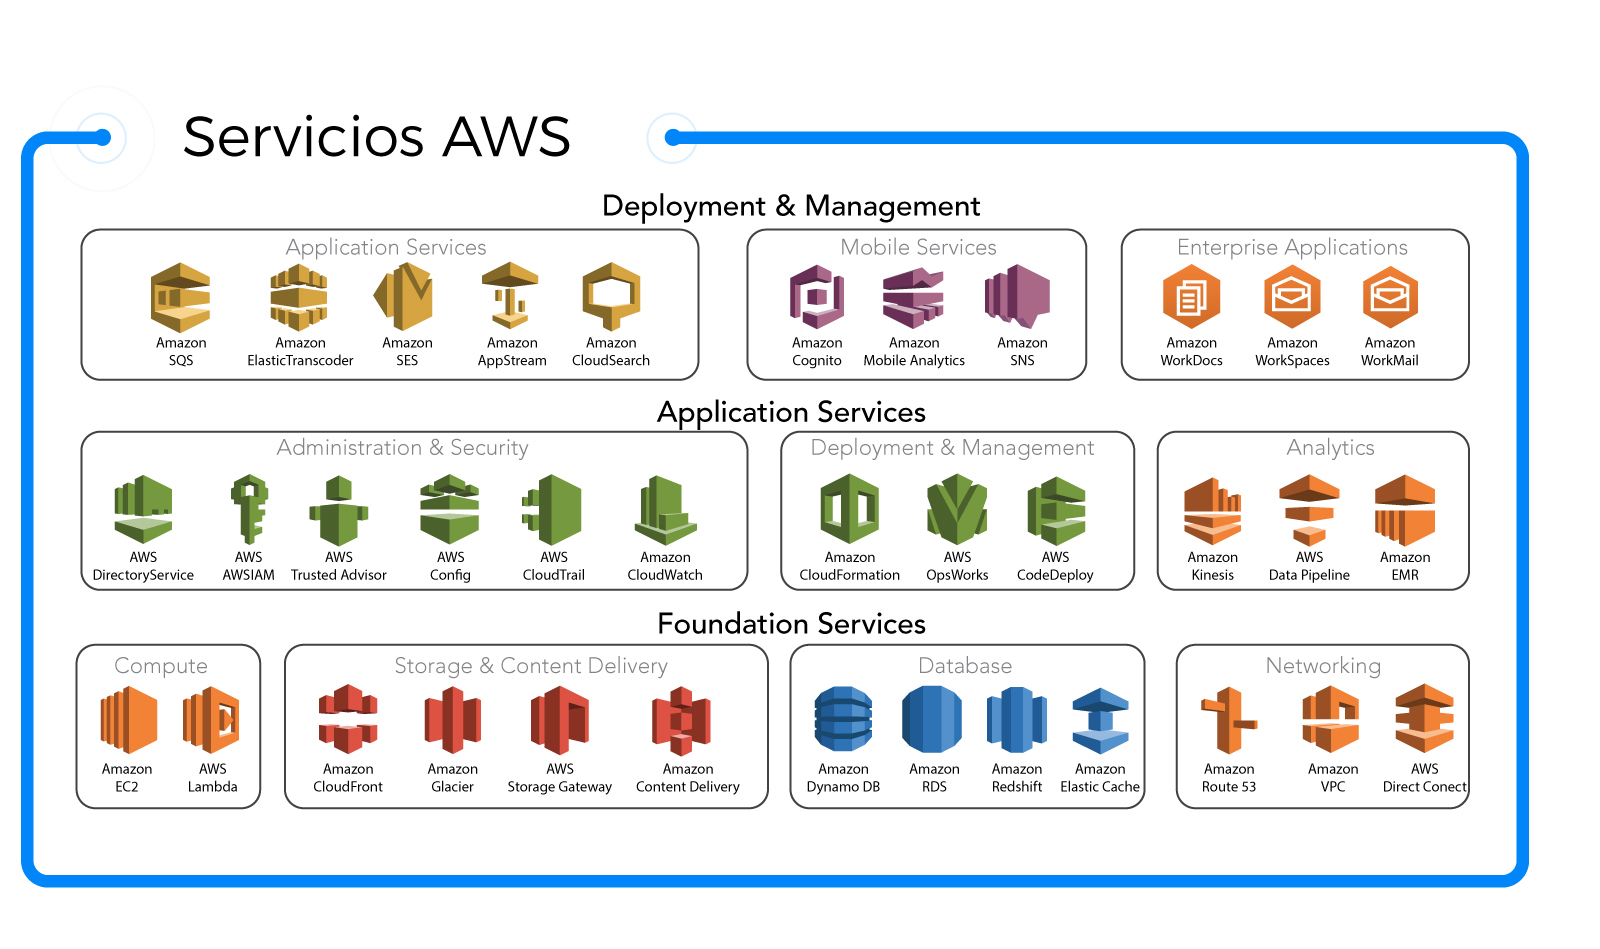 Servicios AWS
Deployment & Management
Application Services
Amazon
SQS
Amazon
ElasticTranscoder
Amazon
SES
Amazon
AppStream
Amazon
CloudSearch
Mobile Services
Amazon
Cognito
Amazon
Mobile Analytics
Amazon
SNS
Enterprise Applications
Amazon
WorkDocs
Amazon
WorkSpaces
Amazon
WorkMail
Application Services
Administration & Security
AWS
DirectoryService
AWS
AWSIAM
AWS
Trusted Advisor
AWS
Config
AWS
CloudTrail
Amazon
CloudWatch
Deployment & Management
Amazon
CloudFormation
AWS
OpsWorks
AWS
CodeDeploy
Analytics
Amazon
Kinesis
AWS
Data Pipeline
Amazon
EMR
Foundation Services
Compute
Amazon
EC2
AWS
Lambda
Storage & Content Delivery
Amazon
CloudFront
Amazon
Glacier
AWS
Storage Gateway
Amazon
Content Delivery
Database
Amazon
Dynamo DB
Amazon
RDS
Amazon
Redshift
Amazon
Elastic Cache
Networking
Amazon
Route 53
Amazon
VPC
AWS
Direct Conect